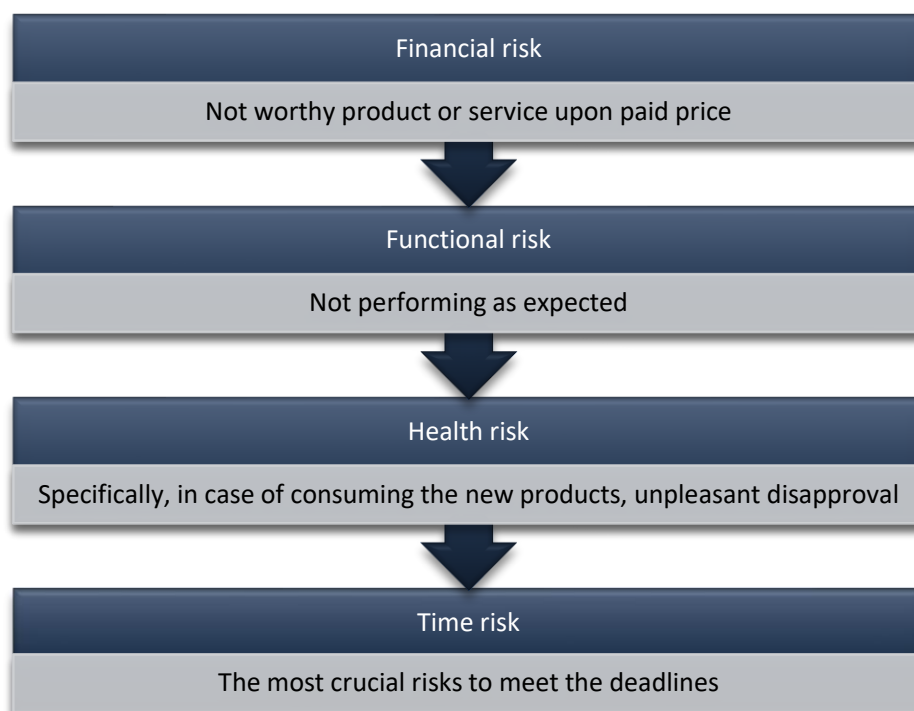 Financial risk
Not worthy product or service upon paid price
Functional risk
Not performing as expected
Health risk
Specifically, in case of consuming the new products, unpleasant disapproval
Time risk
The most crucial risks to meet the deadlines